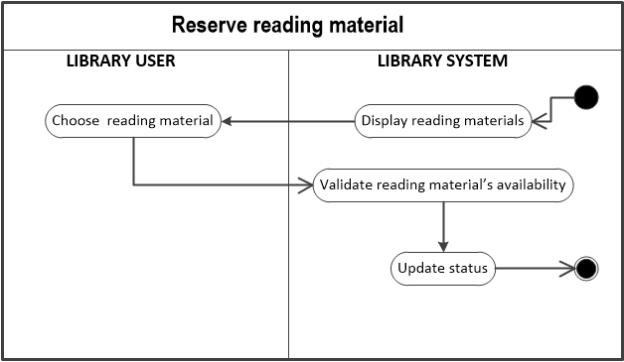 Reserve reading material
LIBRARY USER
LIBRARY SYSTEM
Choose reading material
Display reading materials
Validate reading material's availability
Update status